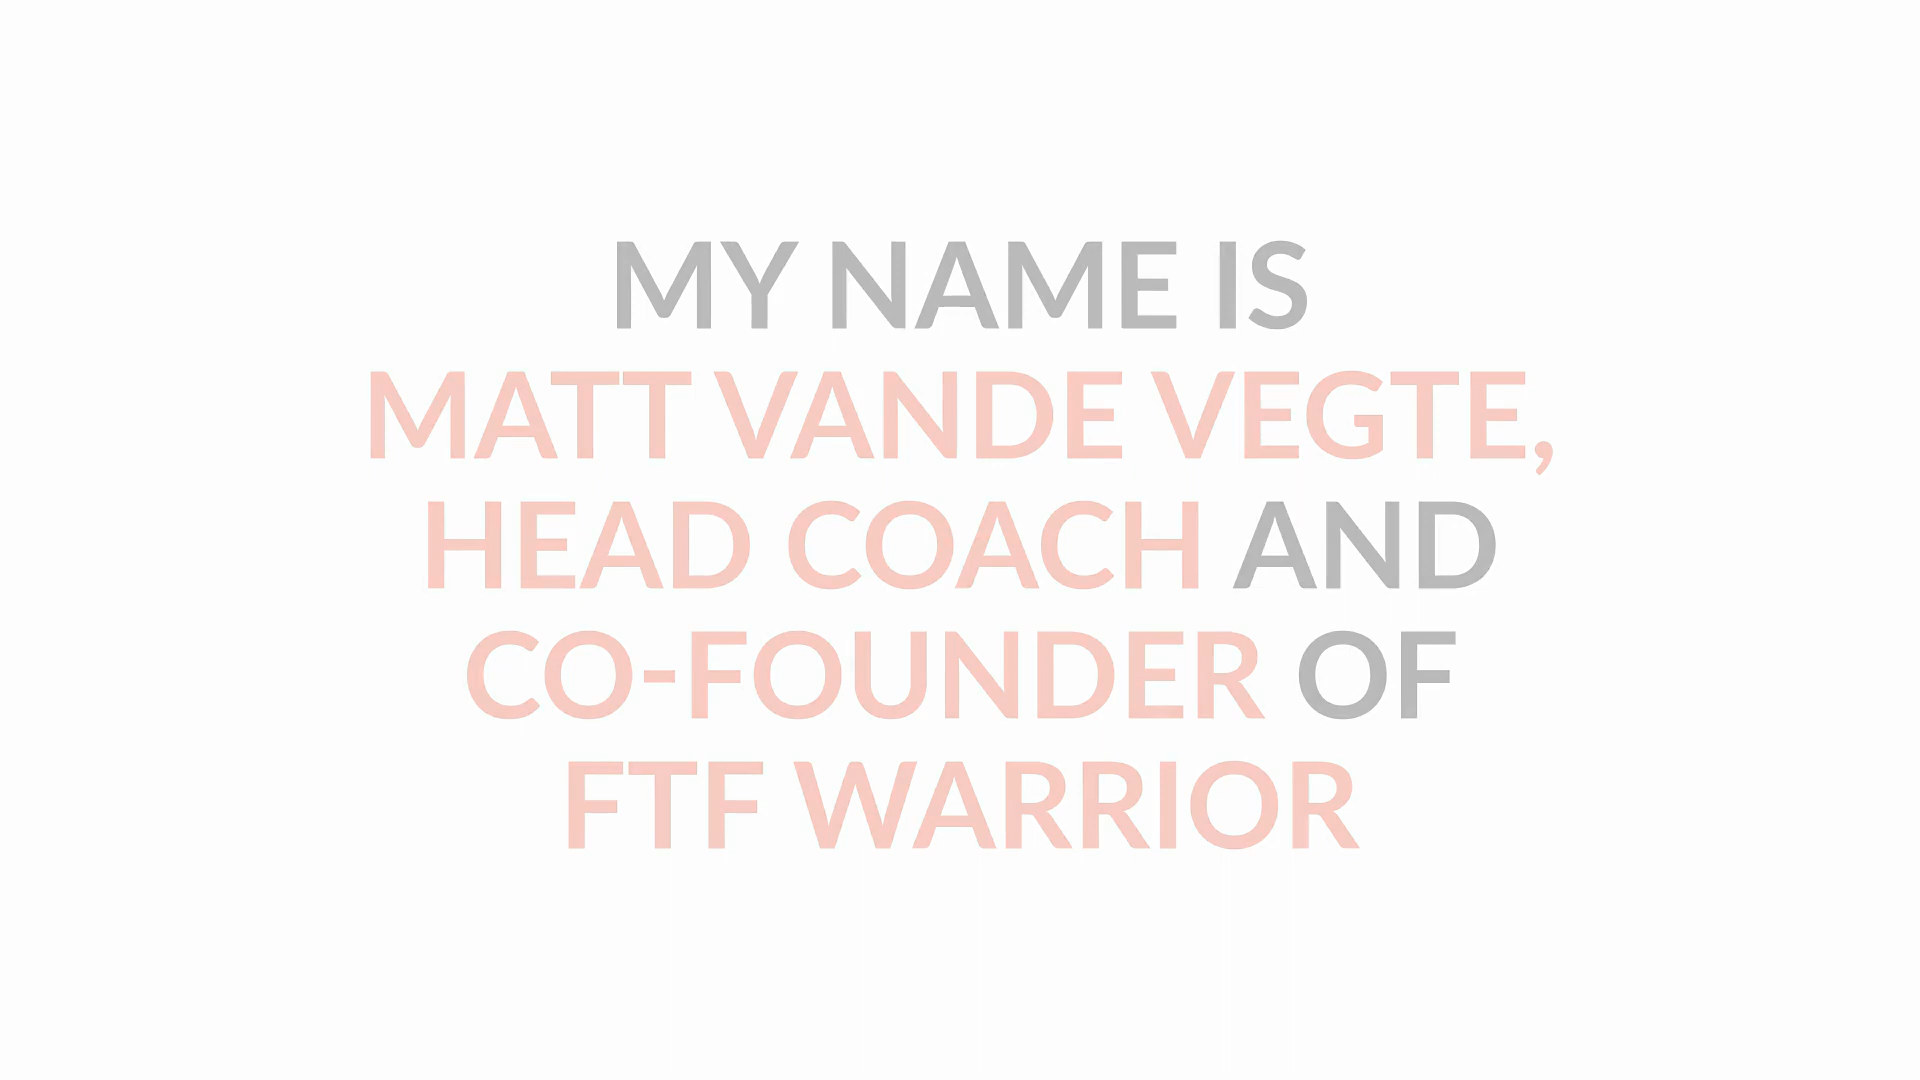 MY NAME IS
MATT VANDE VEGTE,
HEAD COACH AND
CO-FOUNDER OF
FTF WARRIOR